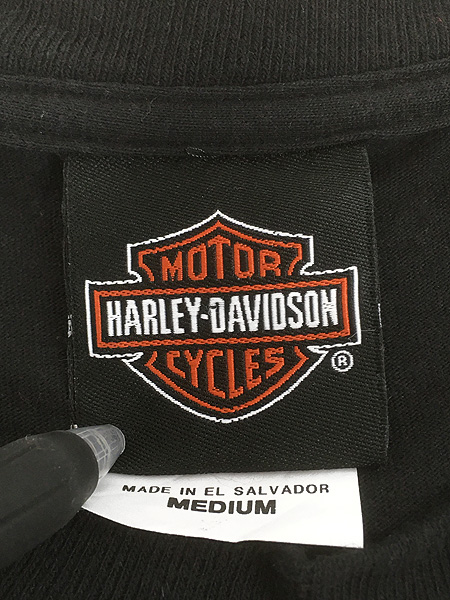 MOTOR
HARLEY-DAVIDSON
CYCLES
®
MADE IN EL SALVADOR
MEDIUM